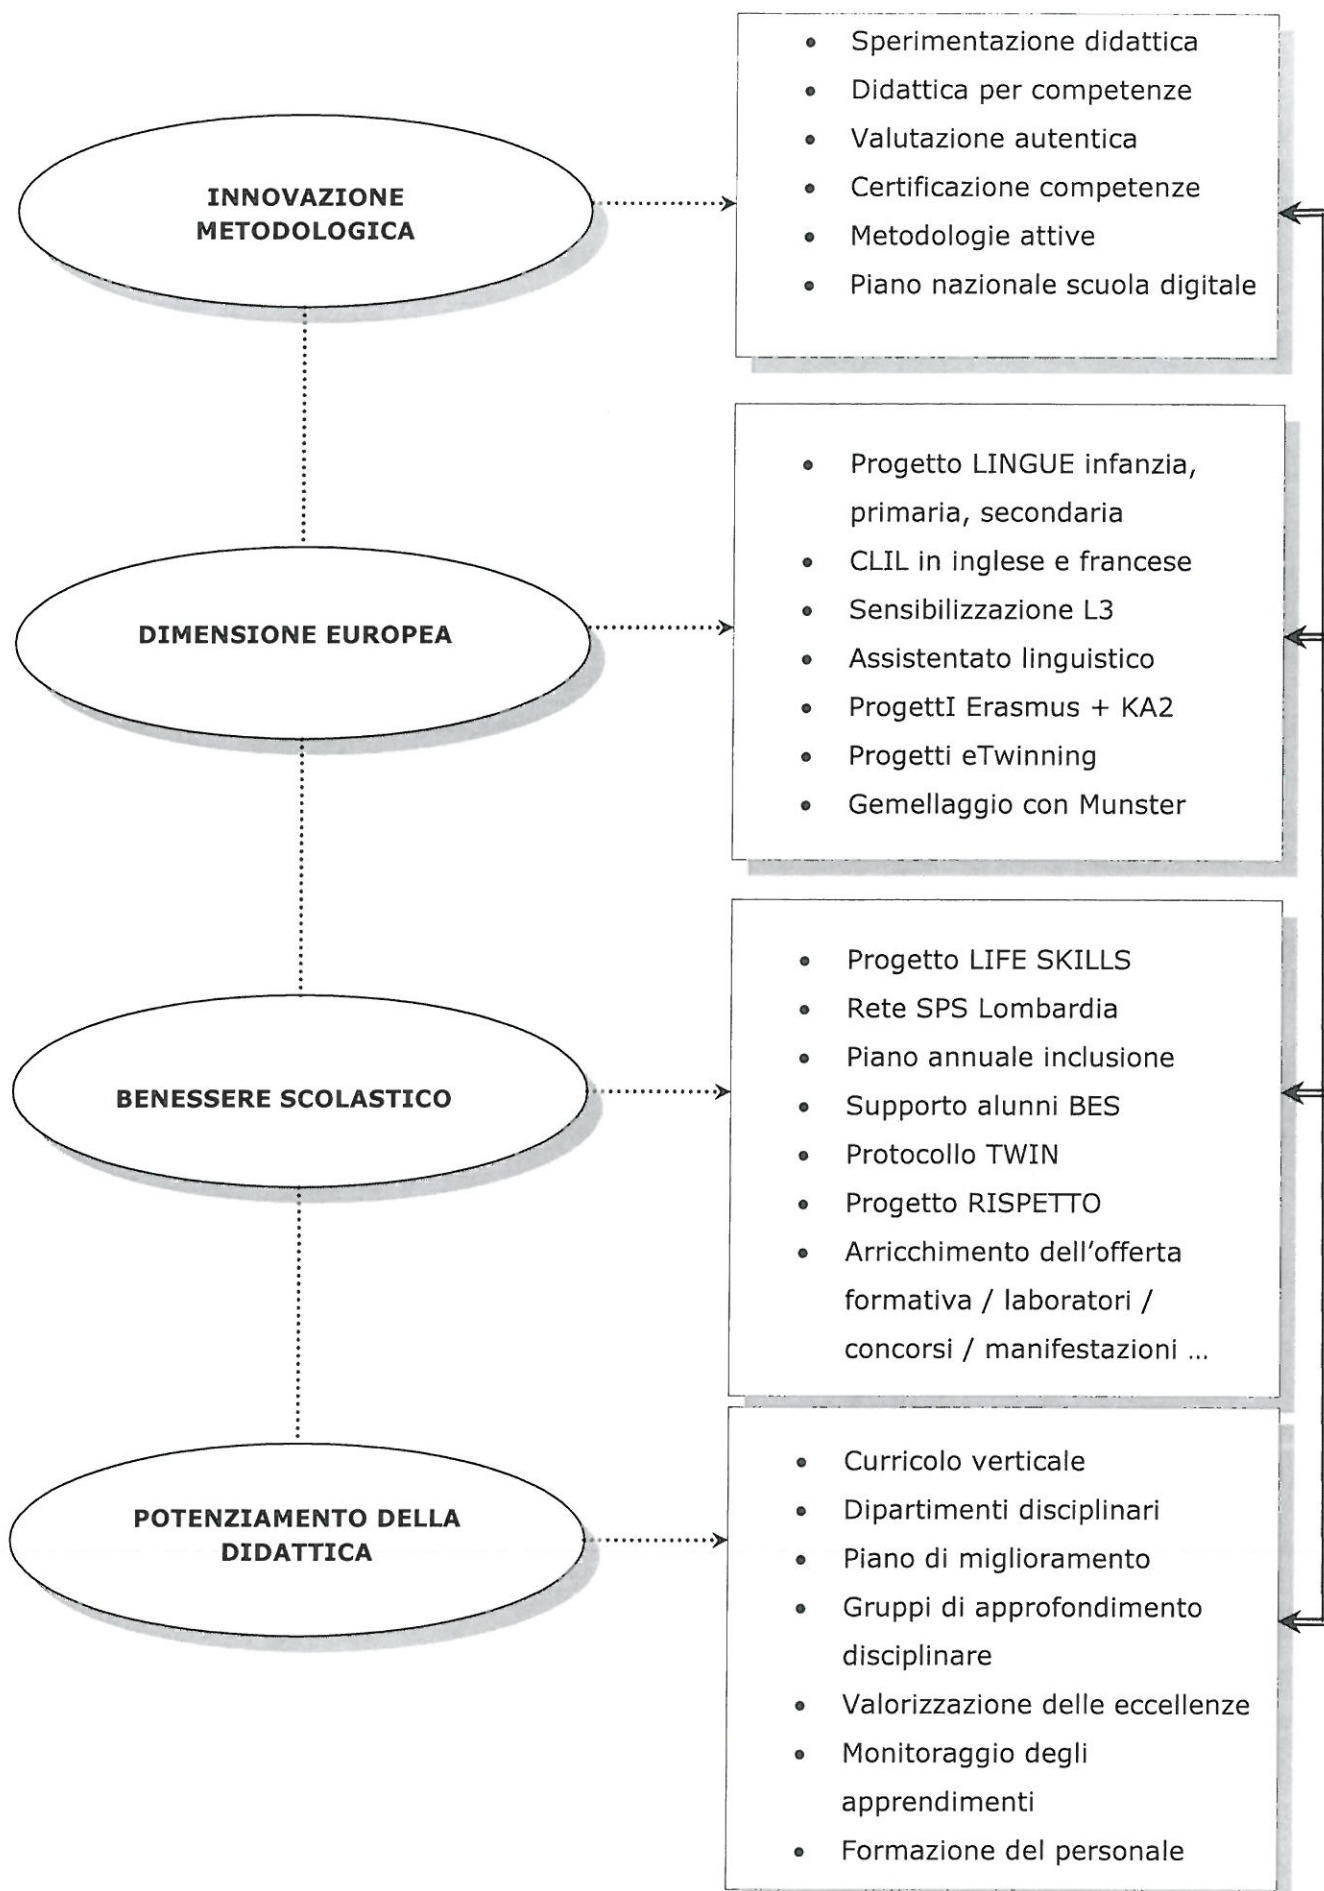 INNOVAZIONE
METODOLOGICA
• Sperimentazione didattica
• Didattica per competenze
• Valutazione autentica
• Certificazione competenze
• Metodologie attive
• Piano nazionale scuola digitale
DIMENSIONE EUROPEA
• Progetto LINGUE infanzia,
primaria, secondaria
• CLIL in inglese e francese
• Sensibilizzazione L3
• Assistentato linguistico
• ProgettI Erasmus + KA2
• Progetti eTwinning
• Gemellaggio con Munster
BENESSERE SCOLASTICO
• Progetto LIFE SKILLS
• Rete SPS Lombardia
• Piano annuale inclusione
• Supporto alunni BES
• Protocollo TWIN
• Progetto RISPETTO
• Arricchimento dell'offerta
formativa / laboratori /
concorsi / manifestazioni ...
POTENZIAMENTO DELLA
DIDATTICA
• Curricolo verticale
• Dipartimenti disciplinari
• Piano di miglioramento
• Gruppi di approfondimento
disciplinare
• Valorizzazione delle eccellenze
• Monitoraggio degli
apprendimenti
• Formazione del personale